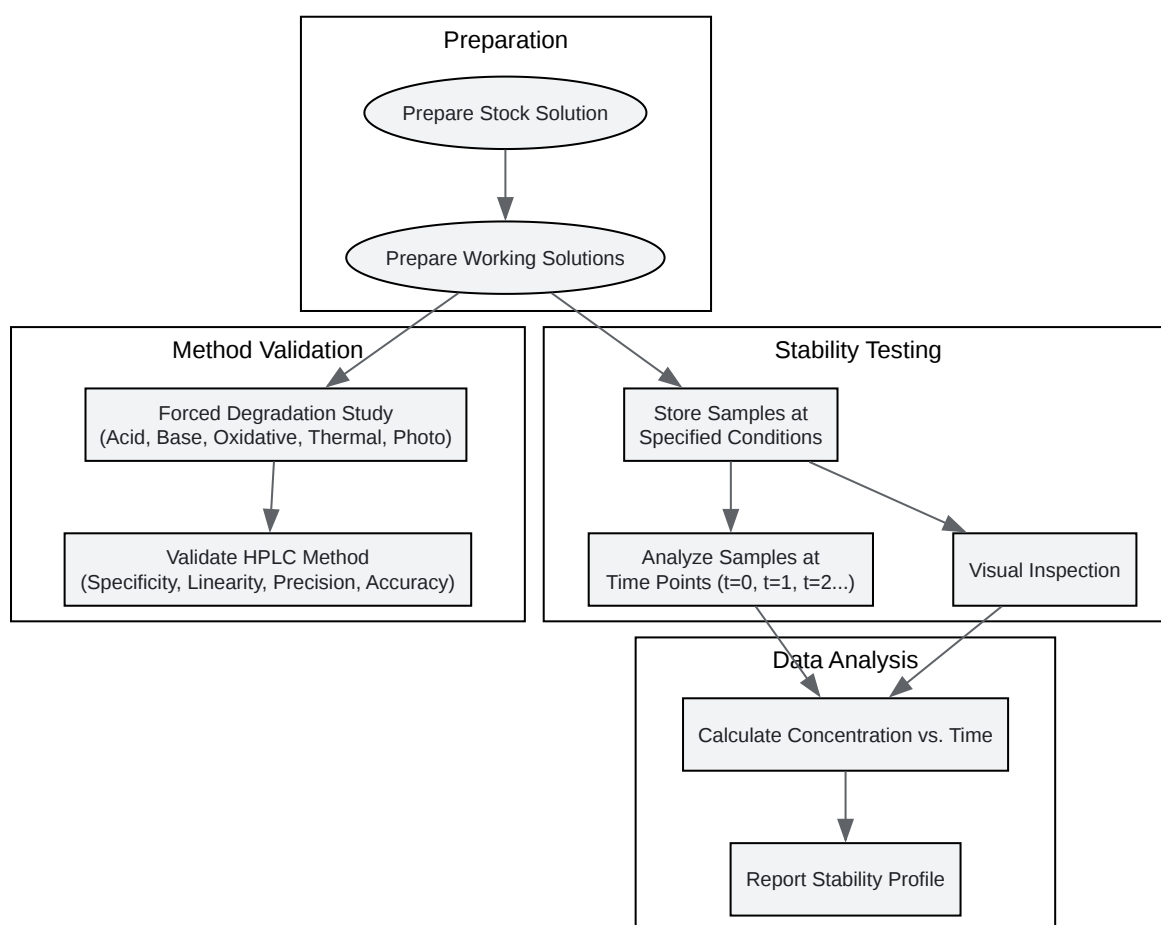 Preparation
Prepare Stock Solution
Prepare Working Solutions
Method Validation
Forced Degradation Study
(Acid, Base, Oxidative, Thermal, Photo)
Validate HPLC Method
(Specificity, Linearity, Precision, Accuracy)
Stability Testing
Store Samples at
Specified Conditions
Analyze Samples at
Time Points (t=0, t=1, t=2...)
Visual Inspection
Data Analysis
Calculate Concentration vs. Time
Report Stability Profile